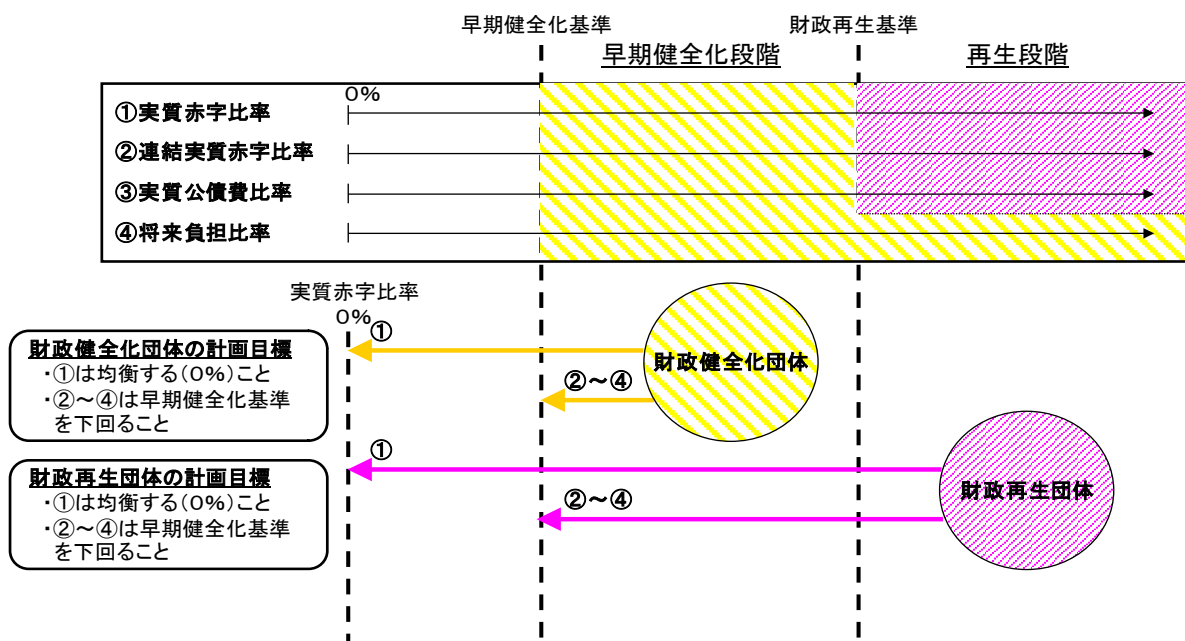 早期健全化基準
財政再生基準
早期健全化段階
再生段階
0%
①実質赤字比率
②連結実質赤字比率
③実質公債費比率
④将来負担比率
実質赤字比率
0%
財政健全化団体の計画目標
・①は均衡する(0%)こと
・②～④は早期健全化基準
を下回ること
①
②～④
財政健全化団体
財政再生団体の計画目標
・①は均衡する(0%)こと
・②～④は早期健全化基準
を下回ること
①
②～④
財政再生団体